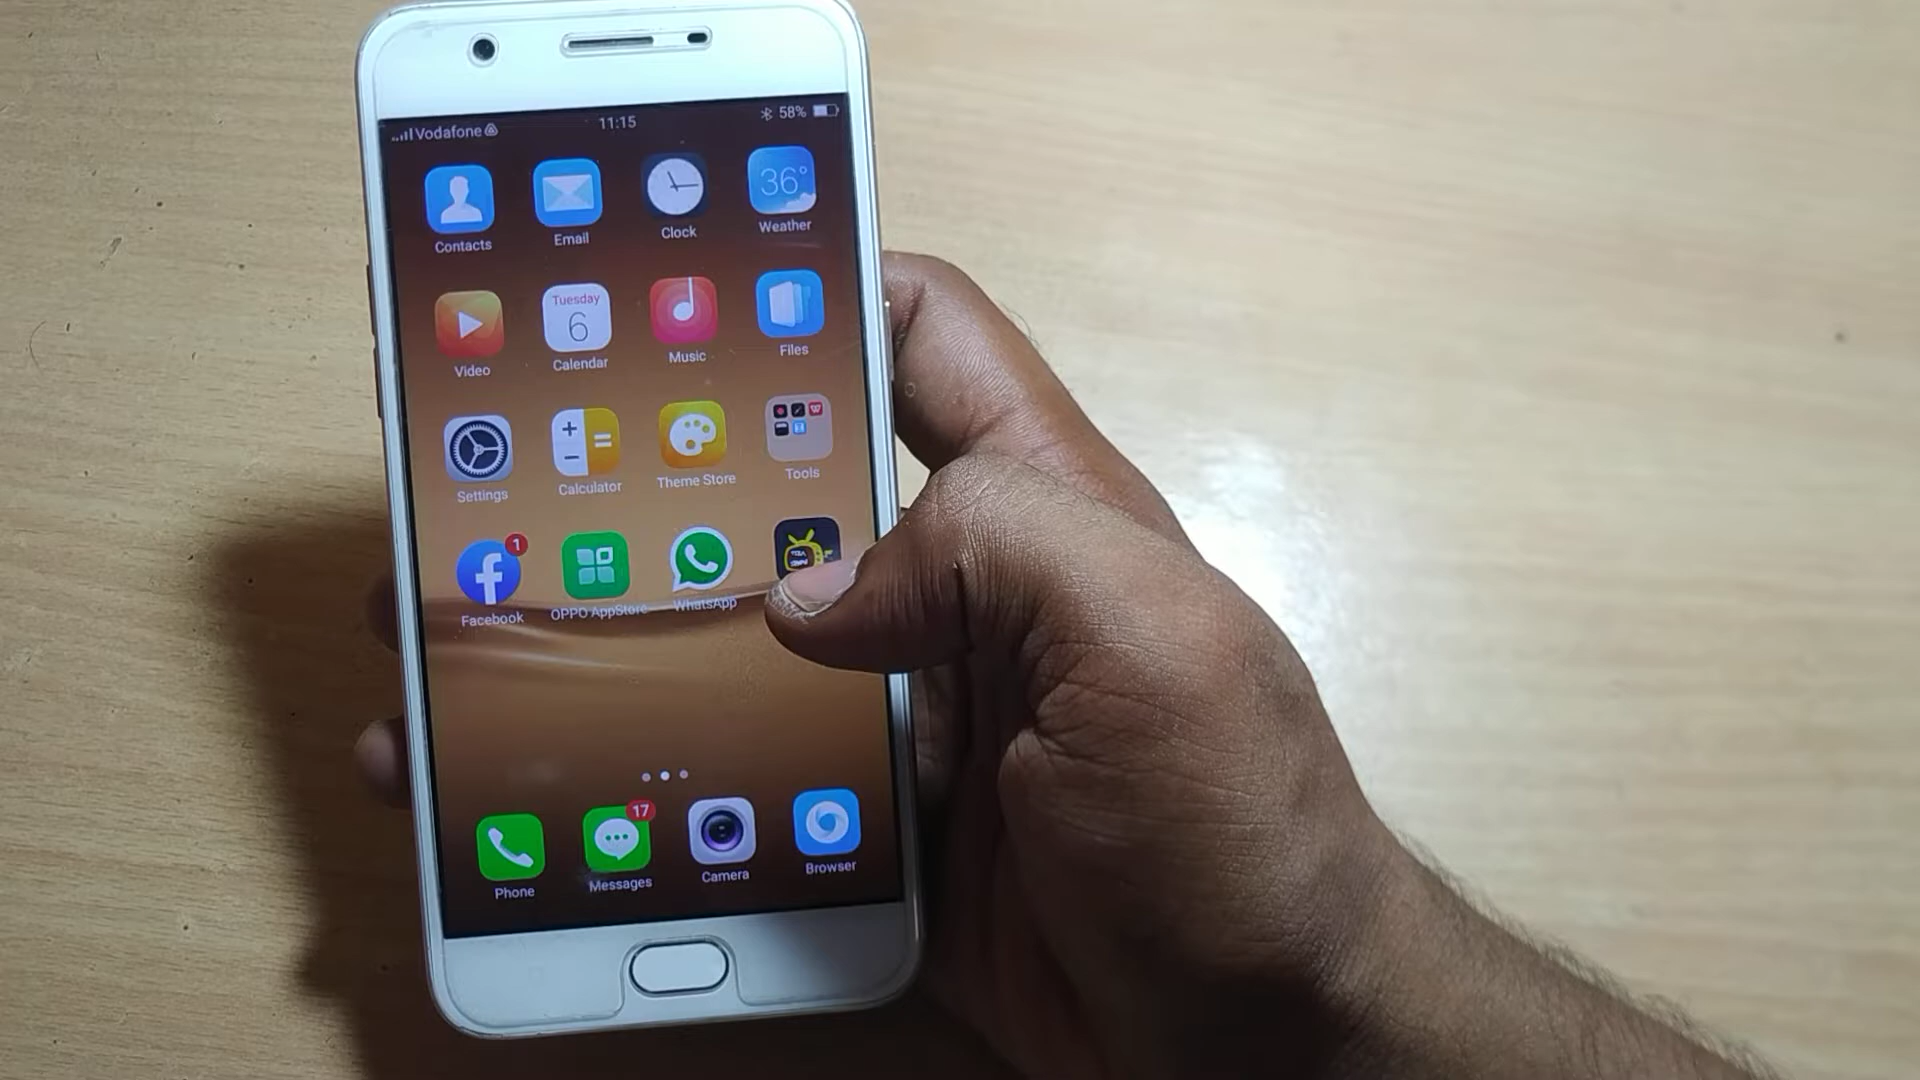 Vodafone 11:15 58%
Contacts Email Clock 36° Weather
Tuesday
6
Video Calendar Music Files
Settings Calculator Theme Store Tools
1
Facebook OPPO AppStore WhatsApp
17
Phone Messages Camera Browser